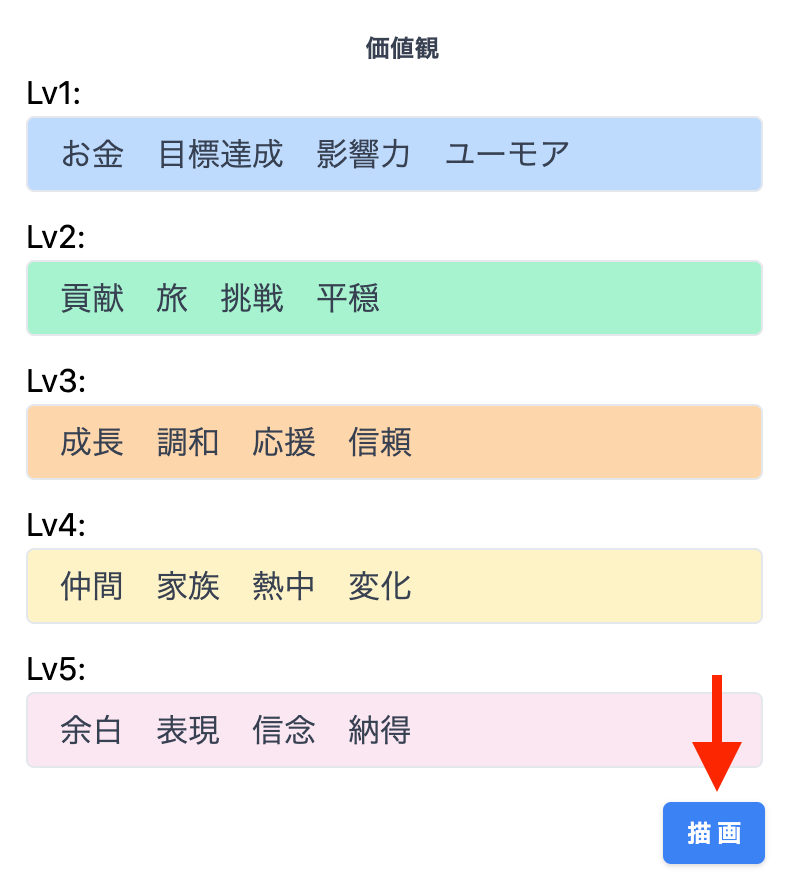 価値観
Lv1:
お金　目標達成　影響力　ユーモア
Lv2:
貢献　旅　挑戦　平穏
Lv3:
成長　調和　応援　信頼
Lv4:
仲間　家族　熱中　変化
Lv5:
余白　表現　信念　納得
描画